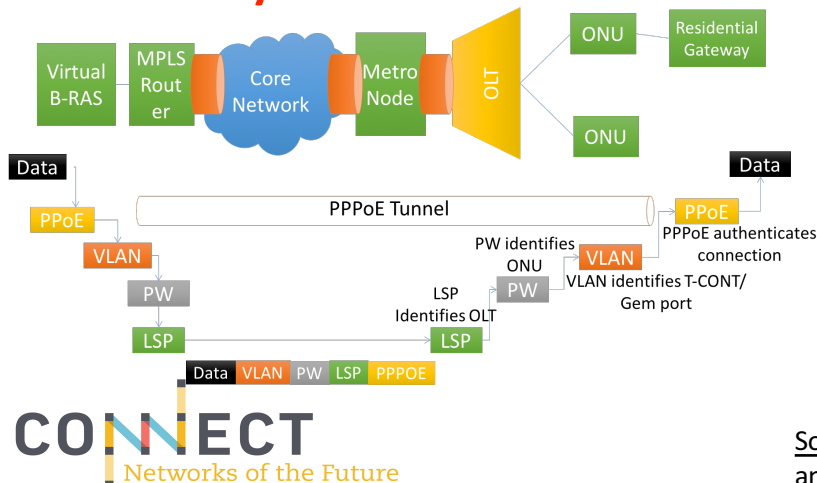 Virtual
B-RAS
MPLS
Rout
er
Core
Network
Metro
Node
OLT
ONU
Residential
Gateway
ONU
Data
PPoE
VLAN
PW
LSP
PPPoE Tunnel
LSP
Identifies OLT
LSP
PW identifies
ONU
PW
VLAN
VLAN identifies T-CONT/
Gem port
Data
PPoE
PPPoE authenticates
connection
Data VLAN PW LSP PPPOE
CONNECT
Networks of the Future